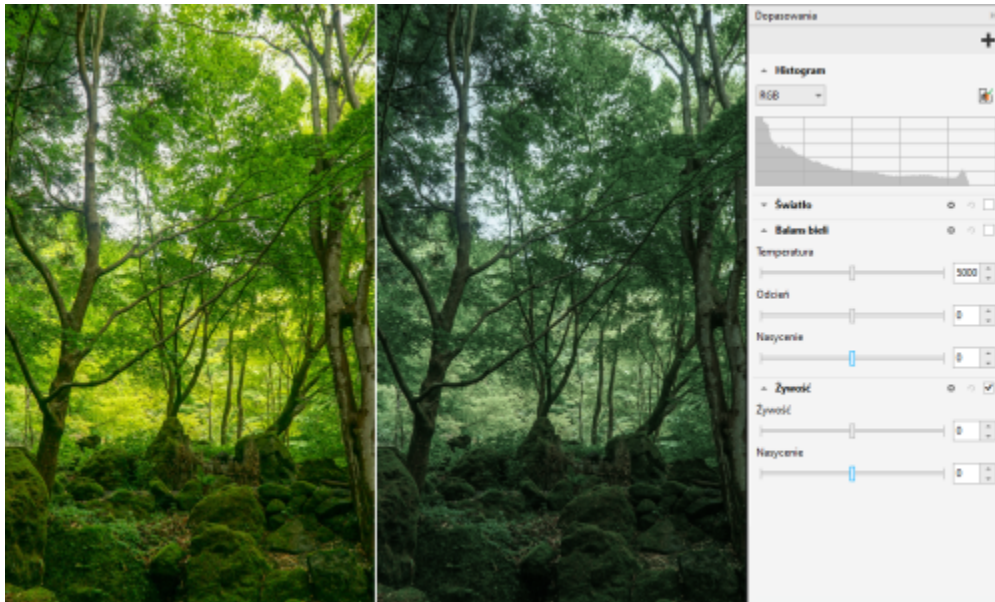 Dopasowania
Histogram
RGB
Światło
Balans bieli
Temperatura
5000
Odcień
0
Nasycenie
0
Żywość
Żywość
0
Nasycenie
0